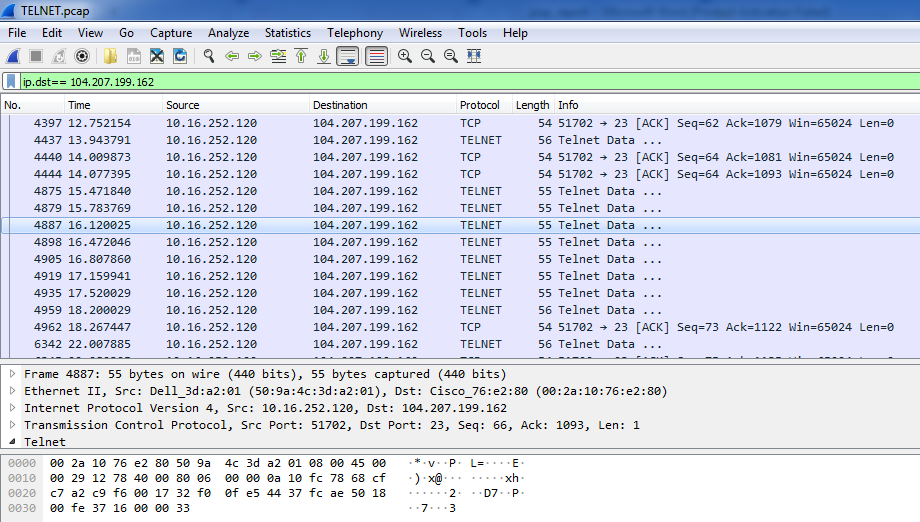 TELNET.pcap
File Edit View Go Capture Analyze Statistics Telephony Wireless Tools Help
ip.dst== 104.207.199.162
No. Time Source Destination Protocol Length Info
4397 12.752154 10.16.252.120 104.207.199.162 TCP 54 51702 → 23 [ACK] Seq=62 Ack=1079 Win=65024 Len=0
4437 13.943791 10.16.252.120 104.207.199.162 TELNET 56 Telnet Data ...
4440 14.009873 10.16.252.120 104.207.199.162 TCP 54 51702 → 23 [ACK] Seq=64 Ack=1081 Win=65024 Len=0
4444 14.077395 10.16.252.120 104.207.199.162 TCP 54 51702 → 23 [ACK] Seq=64 Ack=1093 Win=65024 Len=0
4875 15.471840 10.16.252.120 104.207.199.162 TELNET 55 Telnet Data ...
4879 15.783769 10.16.252.120 104.207.199.162 TELNET 55 Telnet Data ...
4887 16.120025 10.16.252.120 104.207.199.162 TELNET 55 Telnet Data ...
4898 16.472046 10.16.252.120 104.207.199.162 TELNET 55 Telnet Data ...
4905 16.807860 10.16.252.120 104.207.199.162 TELNET 55 Telnet Data ...
4919 17.159941 10.16.252.120 104.207.199.162 TELNET 55 Telnet Data ...
4935 17.520029 10.16.252.120 104.207.199.162 TELNET 55 Telnet Data ...
4959 18.200029 10.16.252.120 104.207.199.162 TELNET 56 Telnet Data ...
4962 18.267447 10.16.252.120 104.207.199.162 TCP 54 51702 → 23 [ACK] Seq=73 Ack=1122 Win=65024 Len=0
6342 22.007885 10.16.252.120 104.207.199.162 TELNET 56 Telnet Data ...
Frame 4887: 55 bytes on wire (440 bits), 55 bytes captured (440 bits)
Ethernet II, Src: Dell_3d:a2:01 (50:9a:4c:3d:a2:01), Dst: Cisco_76:e2:80 (00:2a:10:76:e2:80)
Internet Protocol Version 4, Src: 10.16.252.120, Dst: 104.207.199.162
Transmission Control Protocol, Src Port: 51702, Dst Port: 23, Seq: 66, Ack: 1093, Len: 1
Telnet
0000 00 2a 10 76 e2 80 50 9a 4c 3d a2 01 08 00 45 00 ·*·v··P· L=····E·
0010 00 29 12 78 40 00 80 06 00 00 0a 10 fc 78 68 cf ·)·x@··· ·····xh·
0020 c7 a2 c9 f6 00 17 32 f0 0f e5 44 37 fc ae 50 18 ······2· ··D7··P·
0030 00 fe 37 16 00 00 33 ··7···3